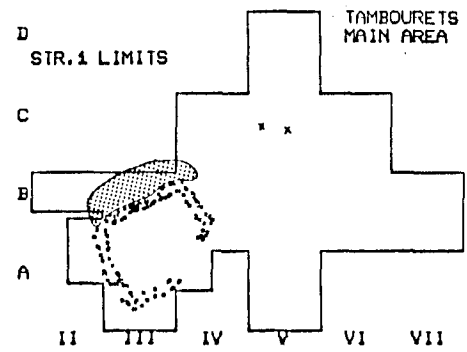 D
TAMBOURETS
MAIN AREA
STR.1 LIMITS
C
B
A
II III IV V VI VII